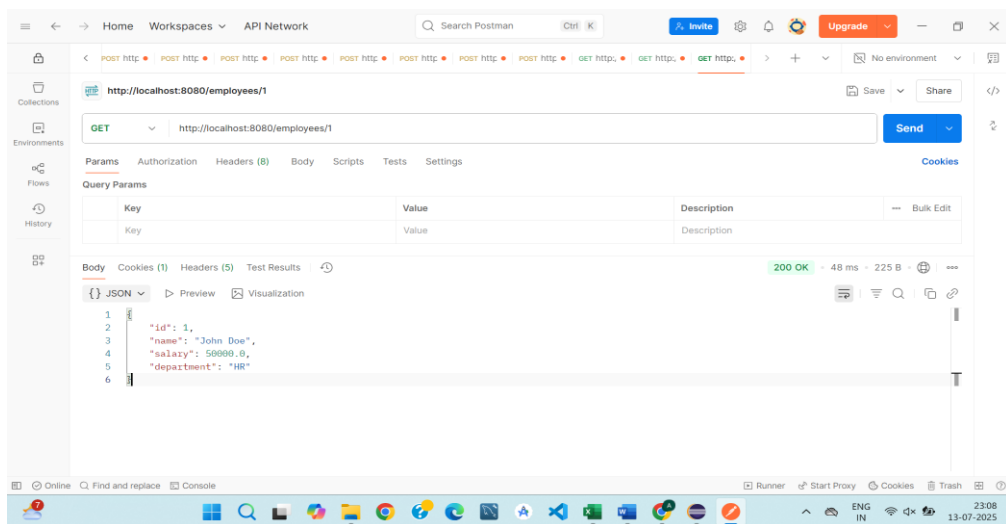 Home Workspaces API Network Search Postman Ctrl K Invite Upgrade
POST http POST http POST http POST http POST http POST http POST http POST http GET http: GET http: GET http: No environment
http://localhost:8080/employees/1 Save Share
Collections
GET http://localhost:8080/employees/1 Send
Environments
Params Authorization Headers (8) Body Scripts Tests Settings Cookies
Flows
Query Params
Key Value Description Bulk Edit
History
Key Value Description
Body Cookies (1) Headers (5) Test Results 200 OK 48 ms 225 B
{} JSON Preview Visualization
1 {
2 "id": 1,
3 "name": "John Doe",
4 "salary": 50000.0,
5 "department": "HR"
6 }
Online Find and replace Console Runner Start Proxy Cookies Trash
7
ENG 23:08
IN 13-07-2025